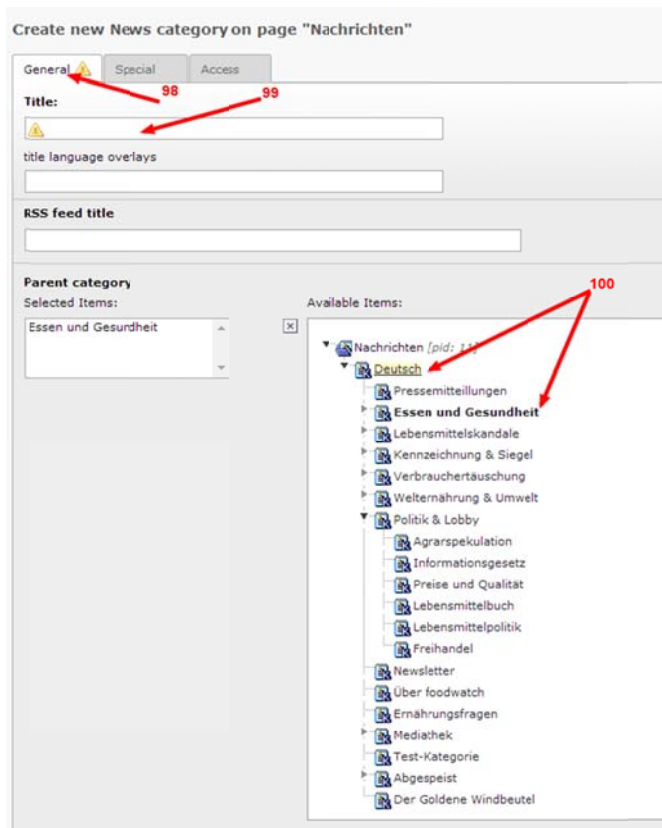 Create new News category on page "Nachrichten"
General Special Access
98 99
Title:
title language overlays
RSS feed title
Parent category
100
Selected Items: Available Items:
Essen und Gesundheit
Nachrichten [pid: 11]
Deutsch
Pressemitteillungen
Essen und Gesundheit
Lebensmittelskandale
Kennzeichnung & Siegel
Verbrauchertäuschung
Welternährung & Umwelt
Politik & Lobby
Agrarspekulation
Informationsgesetz
Preise und Qualität
Lebensmittelbuch
Lebensmittelpolitik
Freihandel
Newsletter
Über foodwatch
Ernährungsfragen
Mediathek
Test-Kategorie
Abgespeist
Der Goldene Windbeutel